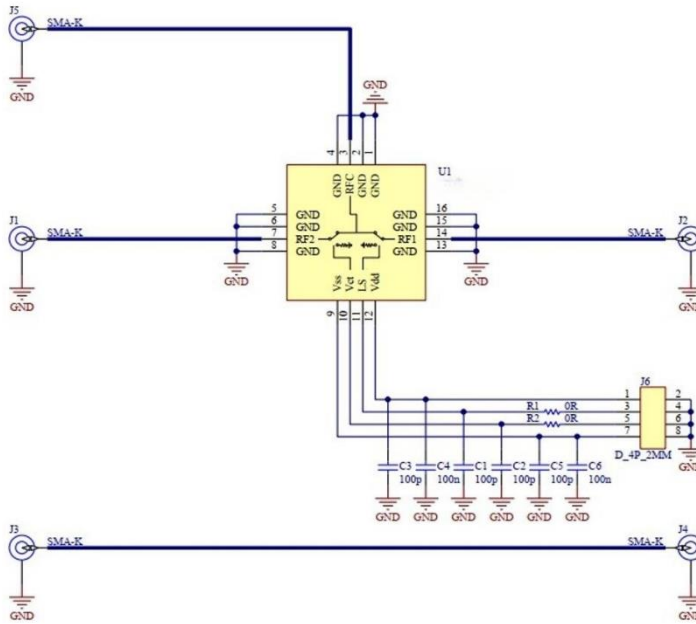 J5
SMA-K
GND
GND
4 3 2 1
GND RFC GND GND
U1
5 GND GND 16
6 GND GND 15
J1
SMA-K
7 RF2 RF1 14
SMA-K
J2
8 GND GND 13
GND
GND
GND
GND
Vss Vct LS Vdd
9 10 11 12
J6
1 2
R1 0R 3 4
R2 0R 5 6
7 8
D_4P_2MM
GND
C3 100p
C4 100n
C1 100p
C2 100p
C5 100p
C6 100n
GND GND GND GND GND GND
J3
SMA-K
SMA-K
J4
GND
GND